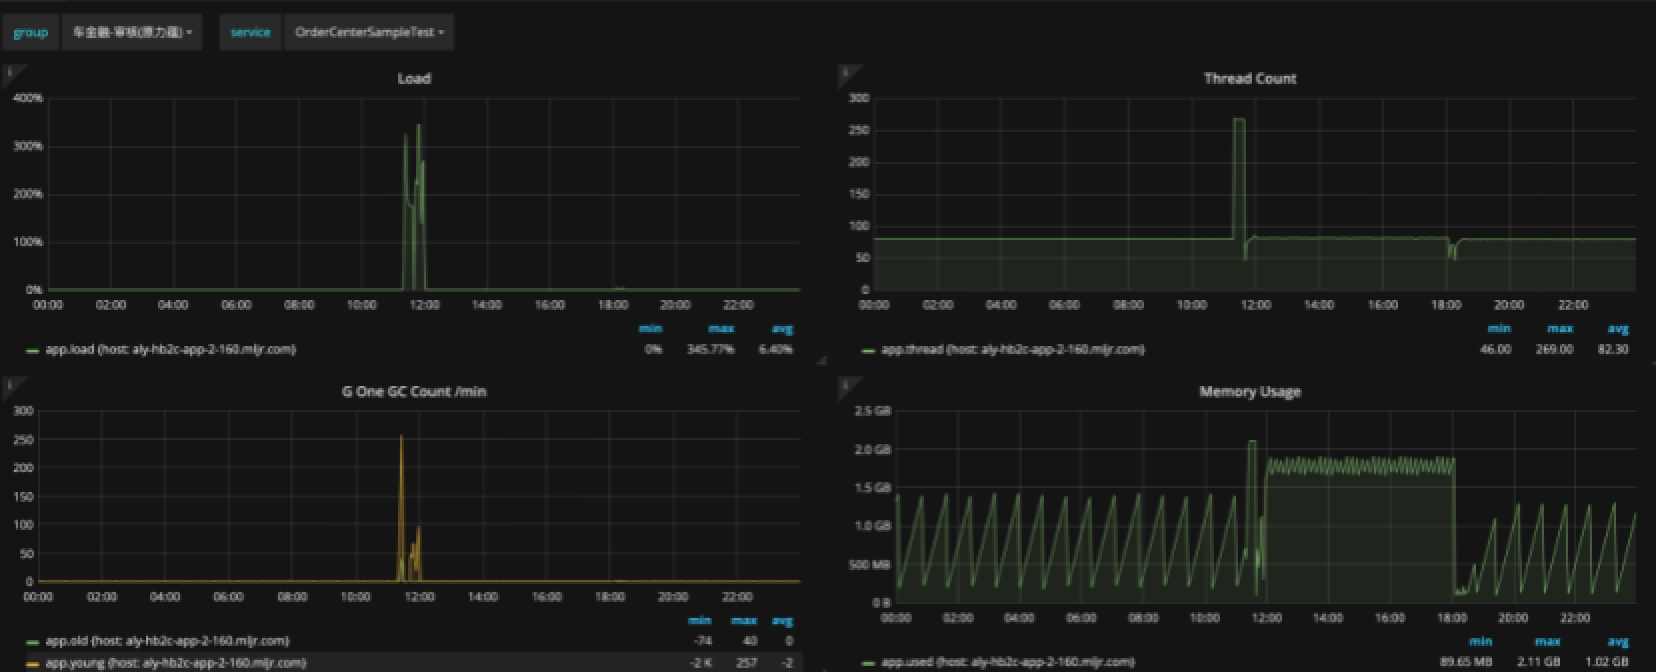 group 车金融-审核(原力蕴) service OrderCenterSampleTest
Load
400%
300%
200%
100%
0%
00:00 02:00 04:00 06:00 08:00 10:00 12:00 14:00 16:00 18:00 20:00 22:00
min max avg
app.load {host: aly-hb2c-app-2-160.mljr.com} 0% 345.77% 6.40%
Thread Count
300
250
200
150
100
50
0
00:00 02:00 04:00 06:00 08:00 10:00 12:00 14:00 16:00 18:00 20:00 22:00
min max avg
app.thread {host: aly-hb2c-app-2-160.mljr.com} 46.00 269.00 82.30
G One GC Count /min
300
250
200
150
100
50
0
00:00 02:00 04:00 06:00 08:00 10:00 12:00 14:00 16:00 18:00 20:00 22:00
min max avg
app.old {host: aly-hb2c-app-2-160.mljr.com} -74 40 0
app.young {host: aly-hb2c-app-2-160.mljr.com} -2 K 257 -2
Memory Usage
2.5 GB
2.0 GB
1.5 GB
1.0 GB
500 MB
0 B
00:00 02:00 04:00 06:00 08:00 10:00 12:00 14:00 16:00 18:00 20:00 22:00
min max avg
app.used {host: aly-hb2c-app-2-160.mljr.com} 89.65 MB 2.11 GB 1.02 GB